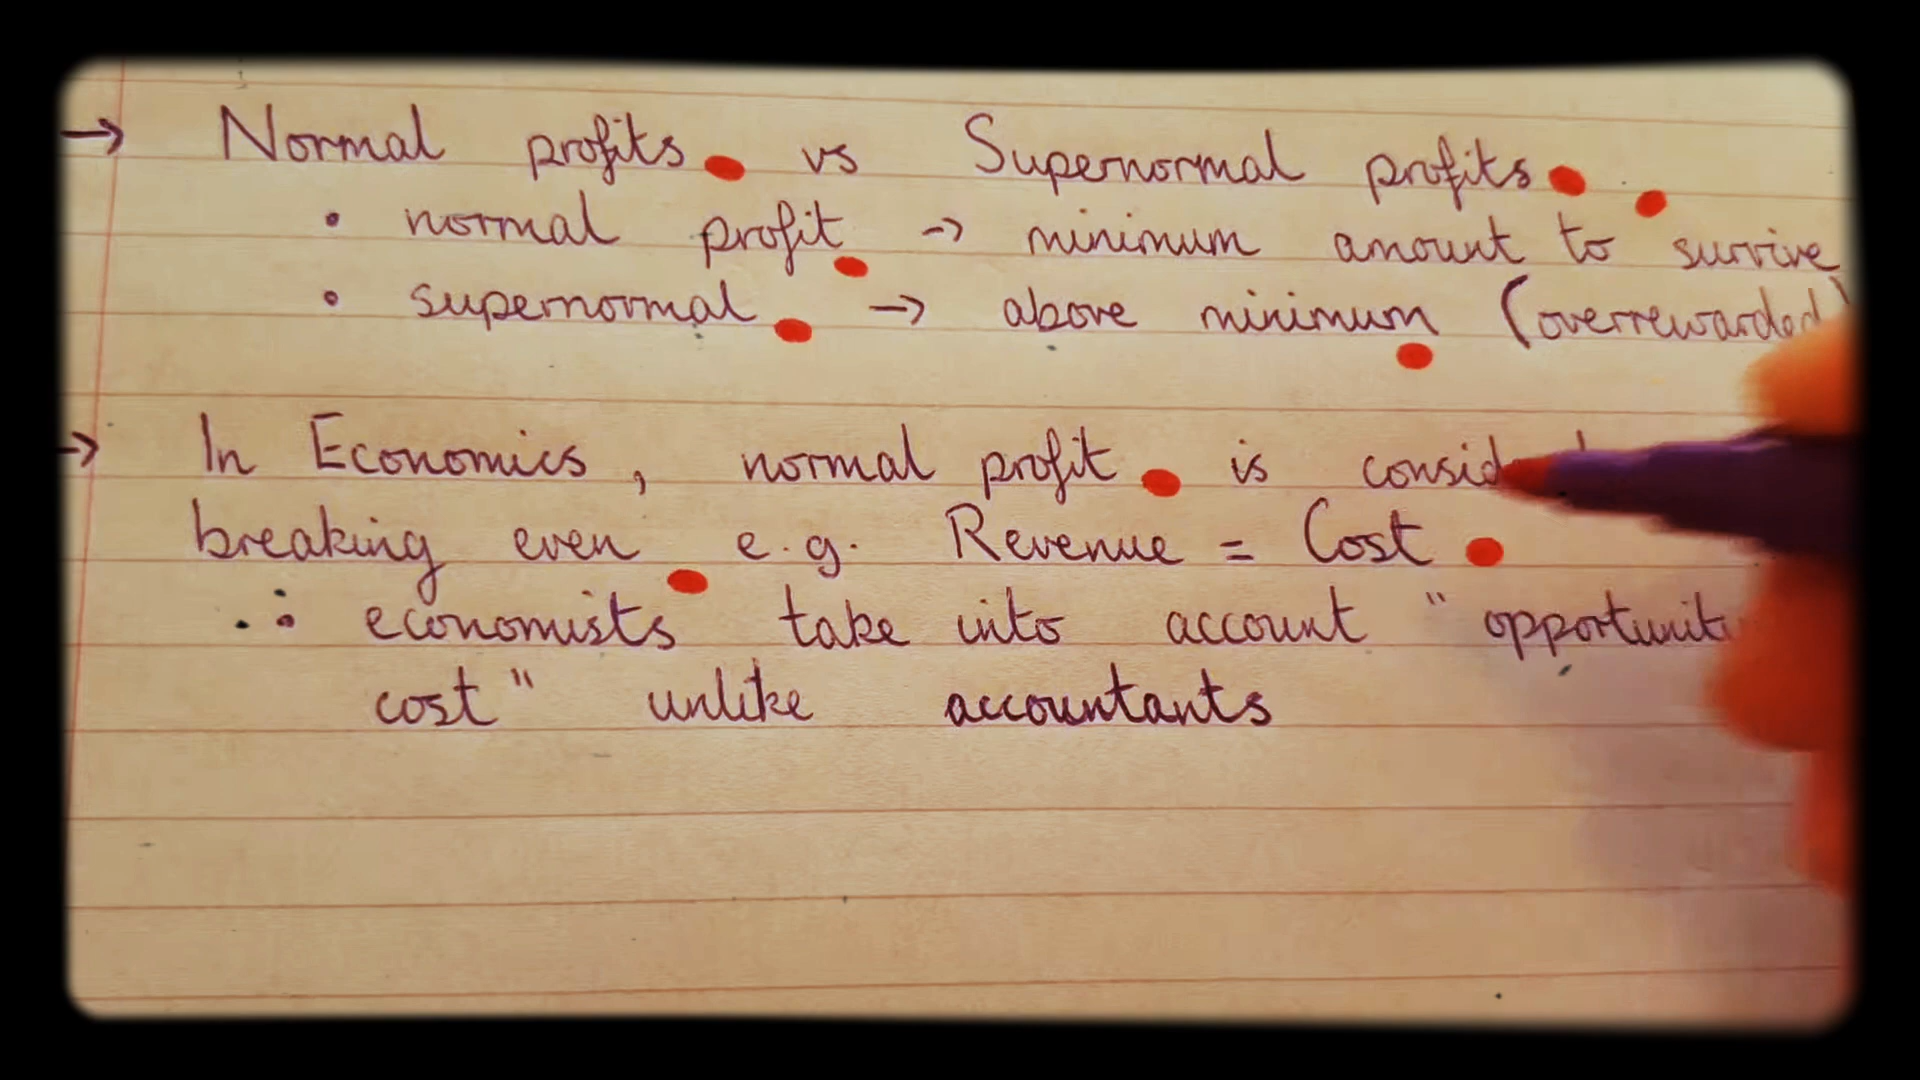 → Normal profits vs Supernormal profits
• normal profit → minimum amount to survive
• supernormal → above minimum (overrewarded)
→ In Economics, normal profit is
breaking even e.g. Revenue = Cost
∴ economists take into account "
cost" unlike accountants